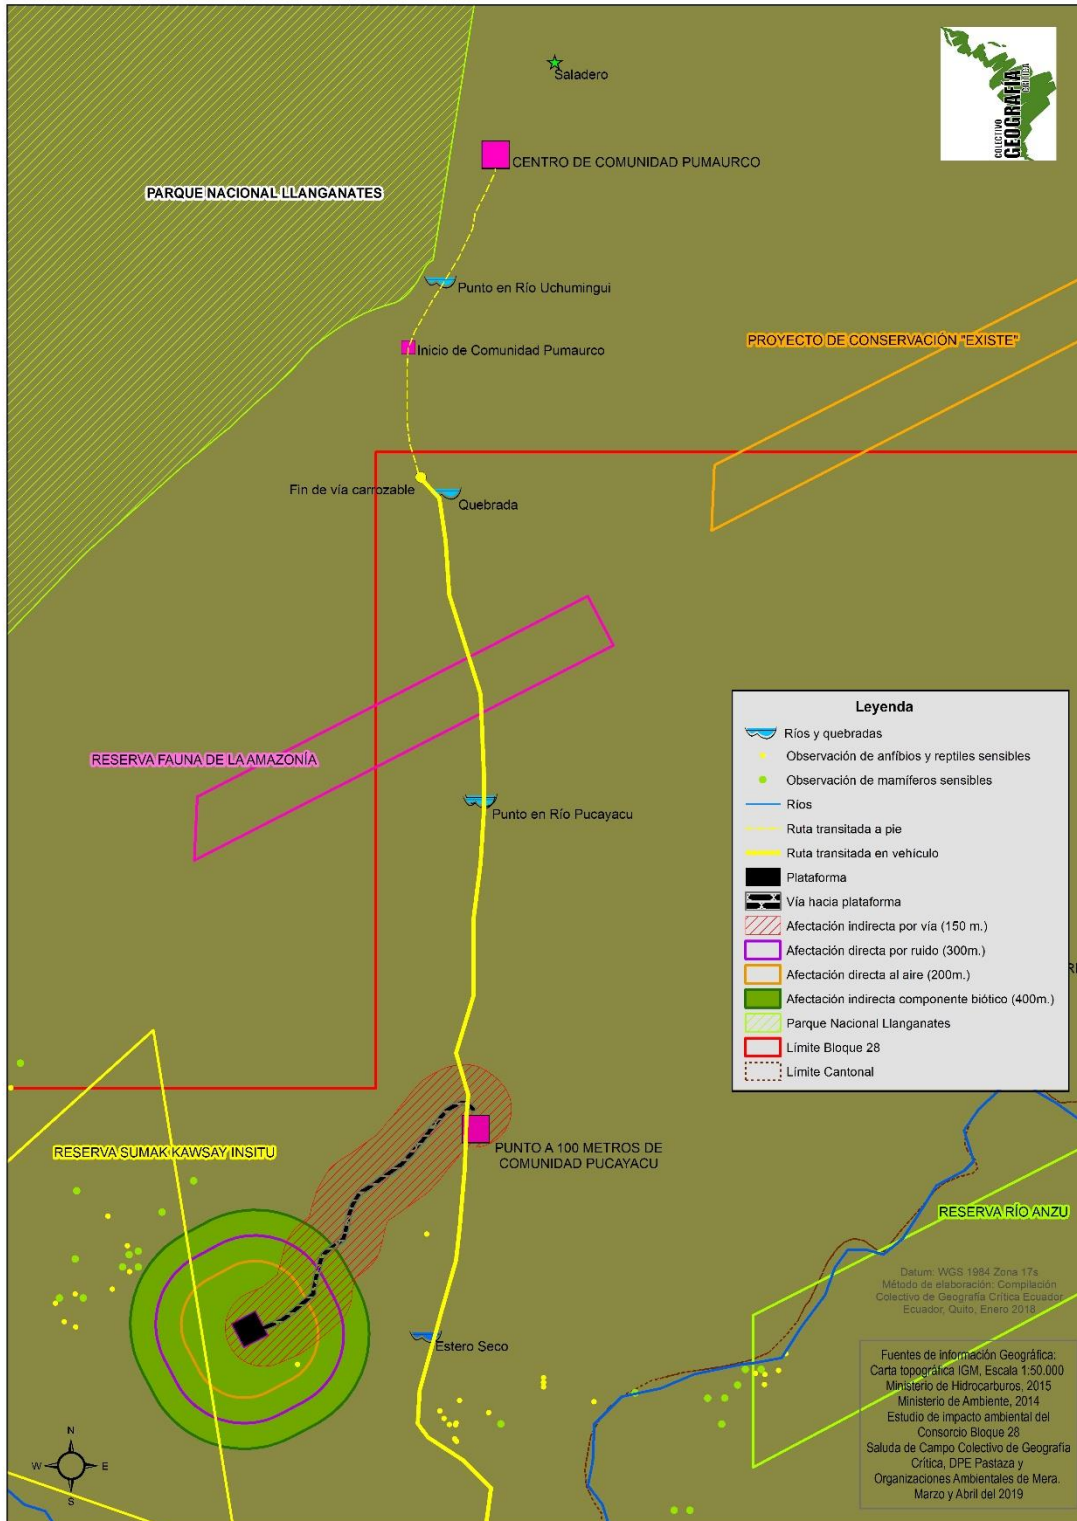 Saladero
COLECTIVO
GEOGRAFÍA
CRÍTICA
CENTRO DE COMUNIDAD PUMAURCO
PARQUE NACIONAL LLANGANATES
Punto en Río Uchumingui
Inicio de Comunidad Pumaurco
PROYECTO DE CONSERVACIÓN "EXISTE"
Fin de vía carrozable
Quebrada
RESERVA FAUNA DE LA AMAZONÍA
Punto en Río Pucayacu
Leyenda
Ríos y quebradas
Observación de anfíbios y reptiles sensibles
Observación de mamíferos sensibles
Ríos
Ruta transitada a pie
Ruta transitada en vehículo
Plataforma
Vía hacia plataforma
Afectación indirecta por vía (150 m.)
Afectación directa por ruido (300m.)
Afectación directa al aire (200m.)
Afectación indirecta componente biótico (400m.)
Parque Nacional Llanganates
Límite Bloque 28
Límite Cantonal
RESERVA SUMAK KAWSAY INSITU
PUNTO A 100 METROS DE
COMUNIDAD PUCAYACU
RESERVA RÍO ANZU
Estero Seco
Datum: WGS 1984 Zona 17s
Método de elaboración: Compilación
Colectivo de Geografía Crítica Ecuador
Ecuador, Quito, Enero 2018
Fuentes de información Geográfica:
Carta topográfica IGM, Escala 1:50.000
Ministerio de Hidrocarburos, 2015
Ministerio de Ambiente, 2014
Estudio de impacto ambiental del
Consorcio Bloque 28
Saluda de Campo Colectivo de Geografía
Crítica, DPE Pastaza y
Organizaciones Ambientales de Mera.
Marzo y Abril del 2019
N
W
E
S